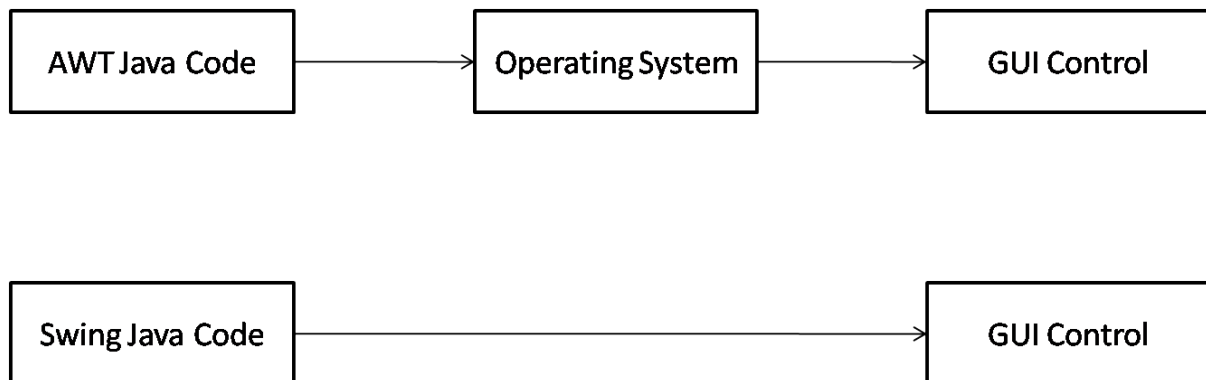 AWT Java Code
Operating System
GUI Control
Swing Java Code
GUI Control